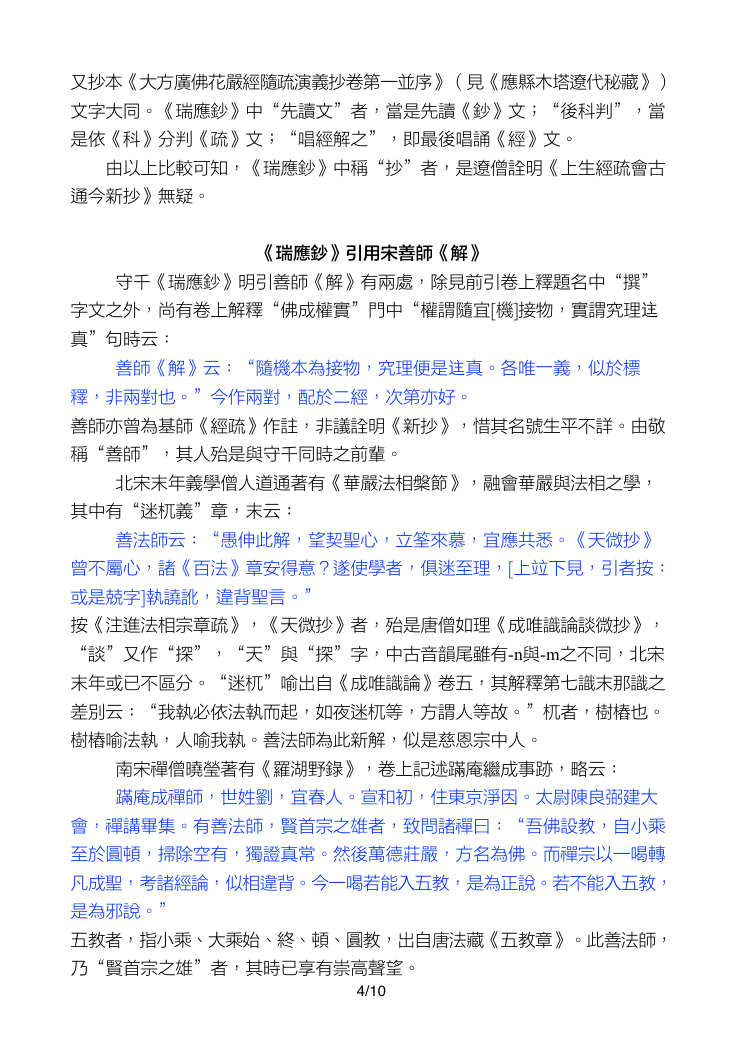 又抄本《大方廣佛花嚴經隨疏演義抄卷第一並序》（見《應縣木塔遼代秘藏》）
文字大同。《瑞應鈔》中“先讀文”者，當是先讀《鈔》文；“後科判”，當
是依《科》分判《疏》文；“唱經解之”，即最後唱誦《經》文。
由以上比較可知，《瑞應鈔》中稱“抄”者，是遼僧詮明《上生經疏會古
通今新抄》無疑。
《瑞應鈔》引用宋善師《解》
守千《瑞應鈔》明引善師《解》有兩處，除見前引卷上釋題名中“撰”
字文之外，尚有卷上解釋“佛成權實”門中“權謂隨宜[機]接物，實謂究理迬
真”句時云：
善師《解》云：“隨機本為接物，究理便是迬真。各唯一義，似於標
釋，非兩對也。”今作兩對，配於二經，次第亦好。
善師亦曾為基師《經疏》作註，非議詮明《新抄》，惜其名號生平不詳。由敬
稱“善師”，其人殆是與守千同時之前輩。
北宋末年義學僧人道通著有《華嚴法相槃節》，融會華嚴與法相之學，
其中有“迷杌義”章，末云：
善法師云：“愚伸此解，望契聖心，立筌來慕，宜應共悉。《天微抄》
曾不屬心，諸《百法》章安得意？遂使學者，俱迷至理，[上竝下見，引者按：
或是兢字]執譊訛，違背聖言。”
按《注進法相宗章疏》，《天微抄》者，殆是唐僧如理《成唯識論談微抄》，
“談”又作“探”，“天”與“探”字，中古音韻尾雖有-n與-m之不同，北宋
末年或已不區分。“迷杌”喻出自《成唯識論》卷五，其解釋第七識末那識之
差別云：“我執必依法執而起，如夜迷杌等，方謂人等故。”杌者，樹樁也。
樹樁喻法執，人喻我執。善法師為此新解，似是慈恩宗中人。
南宋禪僧曉瑩著有《羅湖野錄》，卷上記述蹣庵繼成事跡，略云：
蹣庵成禪師，世姓劉，宜春人。宣和初，住東京淨因。太尉陳良弼建大
會，禪講畢集。有善法師，賢首宗之雄者，致問諸禪曰：“吾佛設教，自小乘
至於圓頓，掃除空有，獨證真常。然後萬德莊嚴，方名為佛。而禪宗以一喝轉
凡成聖，考諸經論，似相違背。今一喝若能入五教，是為正說。若不能入五教，
是為邪說。”
五教者，指小乘、大乘始、終、頓、圓教，出自唐法藏《五教章》。此善法師，
乃“賢首宗之雄”者，其時已享有崇高聲望。
4/10